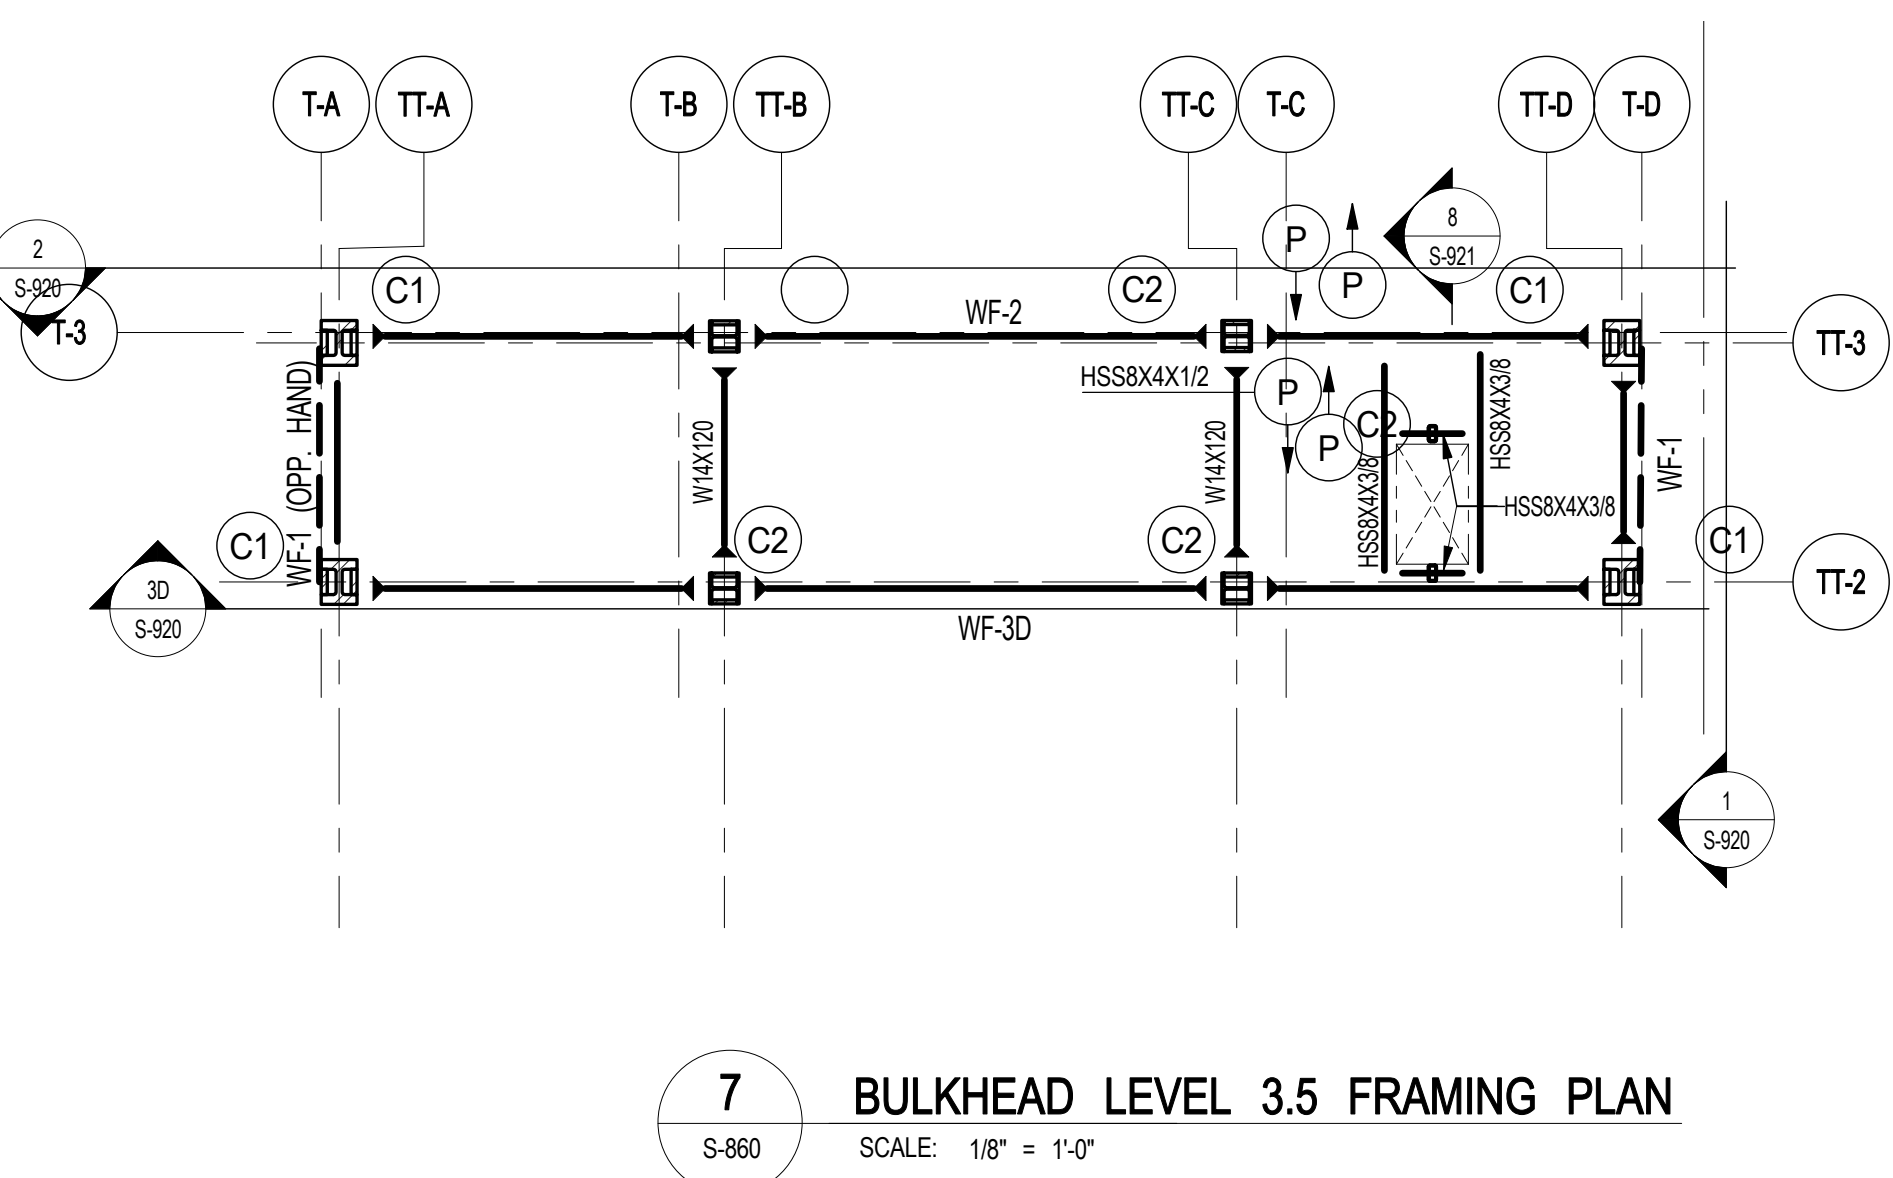 T-A
TT-A
T-B
TT-B
TT-C
T-C
TT-D
T-D
2
S-920
T-3
C1
C2
P
P
8
S-921
C1
WF-2
TT-3
HSS8X4X1/2
P
P
C2
HSS8X4X3/8
HSS8X4X3/8
HSS8X4X3/8
W14X120
W14X120
WF-1 (OPP. HAND)
WF-1
C1
C2
C2
C1
TT-2
3D
S-920
WF-3D
1
S-920
7
S-860
BULKHEAD LEVEL 3.5 FRAMING PLAN
SCALE: 1/8" = 1'-0"